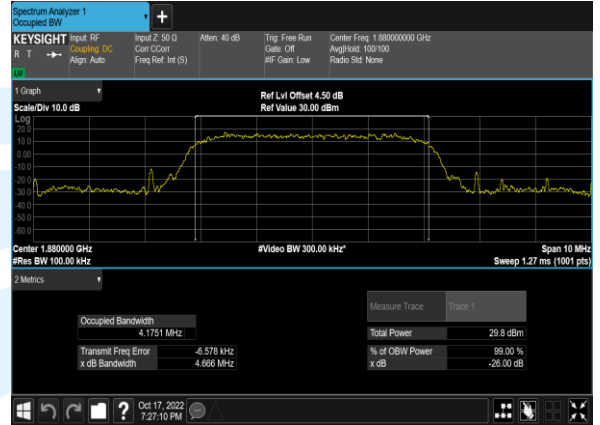 Spectrum Analyzer 1
Occupied BW
KEYSIGHT Input: RF Input Z: 50 Ω Atten: 40 dB Trig: Free Run Center Freq: 1.880000000 GHz
R T Coupling: DC Corr CCorr Gate: Off Avg|Hold: 100/100
Align: Auto Freq Ref: Int (S) #IF Gain: Low Radio Std: None
LW
1 Graph
Ref Lvl Offset 4.50 dB
Scale/Div 10.0 dB Ref Value 30.00 dBm
Log
20.0
10.0
0.00
-10.0
-20.0
-30.0
-40.0
-50.0
-60.0
Center 1.880000 GHz #Video BW 300.00 kHz* Span 10 MHz
#Res BW 100.00 kHz Sweep 1.27 ms (1001 pts)
2 Metrics
Measure Trace Trace 1
Occupied Bandwidth
4.1751 MHz Total Power 29.8 dBm
Transmit Freq Error -6.578 kHz % of OBW Power 99.00 %
x dB Bandwidth 4.666 MHz x dB -26.00 dB
Oct 17, 2022
7:27:10 PM